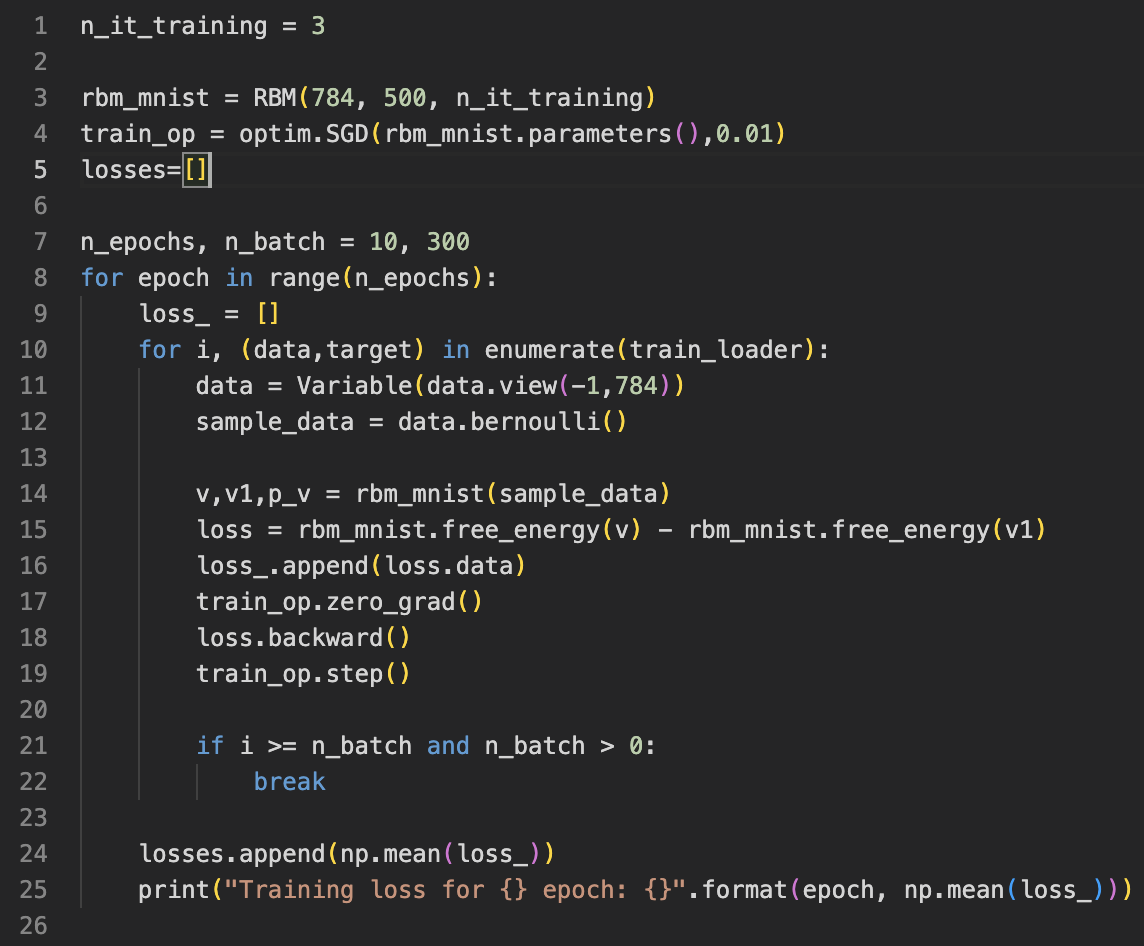 1 n_it_training = 3
2
3 rbm_mnist = RBM(784, 500, n_it_training)
4 train_op = optim.SGD(rbm_mnist.parameters(),0.01)
5 losses=[]
6
7 n_epochs, n_batch = 10, 300
8 for epoch in range(n_epochs):
9     loss_ = []
10     for i, (data,target) in enumerate(train_loader):
11         data = Variable(data.view(-1,784))
12         sample_data = data.bernoulli()
13
14         v,v1,p_v = rbm_mnist(sample_data)
15         loss = rbm_mnist.free_energy(v) - rbm_mnist.free_energy(v1)
16         loss_.append(loss.data)
17         train_op.zero_grad()
18         loss.backward()
19         train_op.step()
20
21         if i >= n_batch and n_batch > 0:
22             break
23
24     losses.append(np.mean(loss_))
25     print("Training loss for {} epoch: {}".format(epoch, np.mean(loss_)))
26